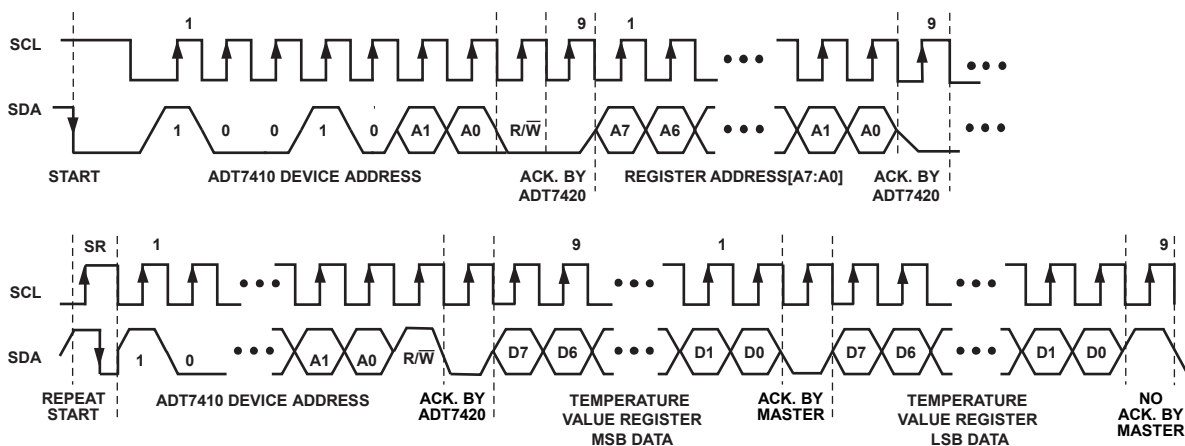 1 9 1 9
SCL
SDA
1 0 0 1 0 A1 A0 R/W̅ A7 A6 A1 A0
START ADT7410 DEVICE ADDRESS ACK. BY ADT7420 REGISTER ADDRESS[A7:A0] ACK. BY ADT7420
SR 1 9 1 9
SCL
SDA
1 0 A1 A0 R/W̅ D7 D6 D1 D0 D7 D6 D1 D0
REPEAT START
ADT7410 DEVICE ADDRESS
ACK. BY ADT7420
TEMPERATURE VALUE REGISTER MSB DATA
ACK. BY MASTER
TEMPERATURE VALUE REGISTER LSB DATA
NO ACK. BY MASTER